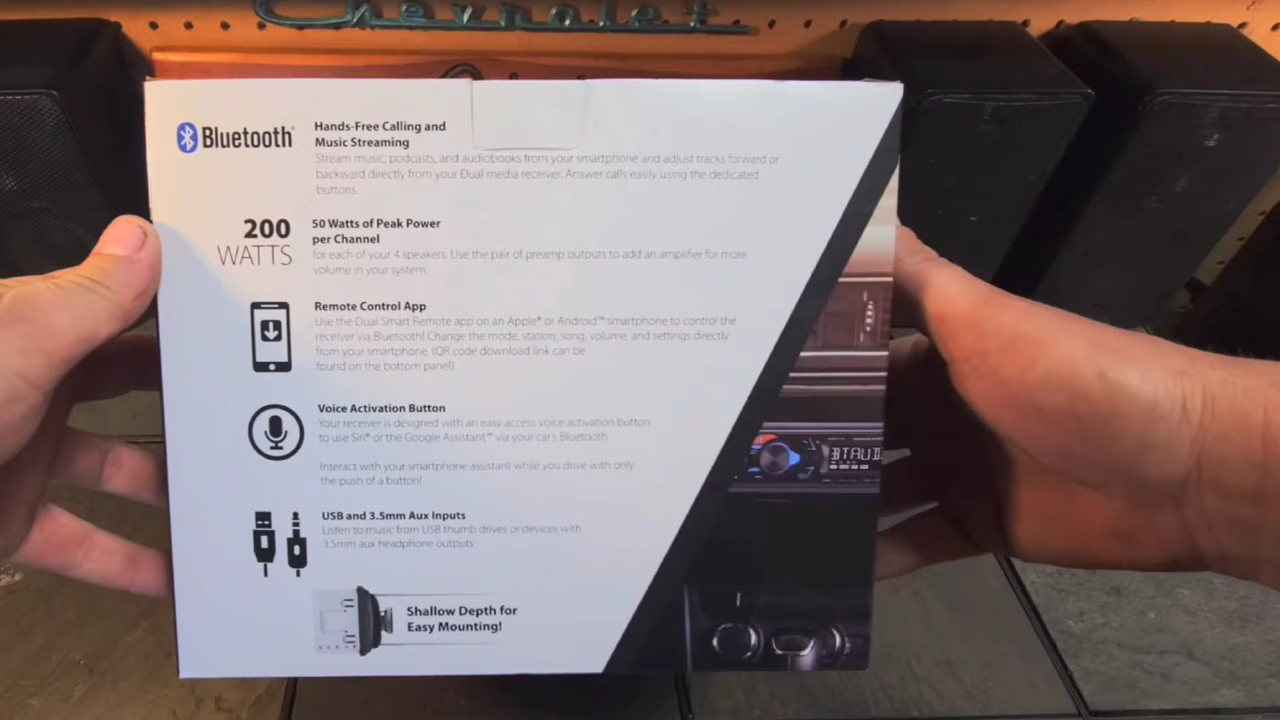 Chevrolet
Bluetooth®
Hands-Free Calling and
Music Streaming
Stream music, podcasts, and audiobooks from your smartphone and adjust tracks forward or
backward directly from your Dual media receiver. Answer calls easily using the dedicated
buttons.
200
WATTS
50 Watts of Peak Power
per Channel
for each of your 4 speakers. Use the pair of preamp outputs to add an amplifier for more
volume in your system.
Remote Control App
Use the Dual Smart Remote app on an Apple® or Android™ smartphone to control the
receiver via Bluetooth! Change the mode, station, song, volume, and settings directly
from your smartphone. (QR code download link can be
found on the bottom panel).
Voice Activation Button
Your receiver is designed with an easy access voice activation button
to use Siri® or the Google Assistant™ via your car's Bluetooth
Interact with your smartphone assistant while you drive with only
the push of a button!
BTAUD
USB and 3.5mm Aux Inputs
Listen to music from USB thumb drives or devices with
3.5mm aux headphone outputs
Shallow Depth for
Easy Mounting!